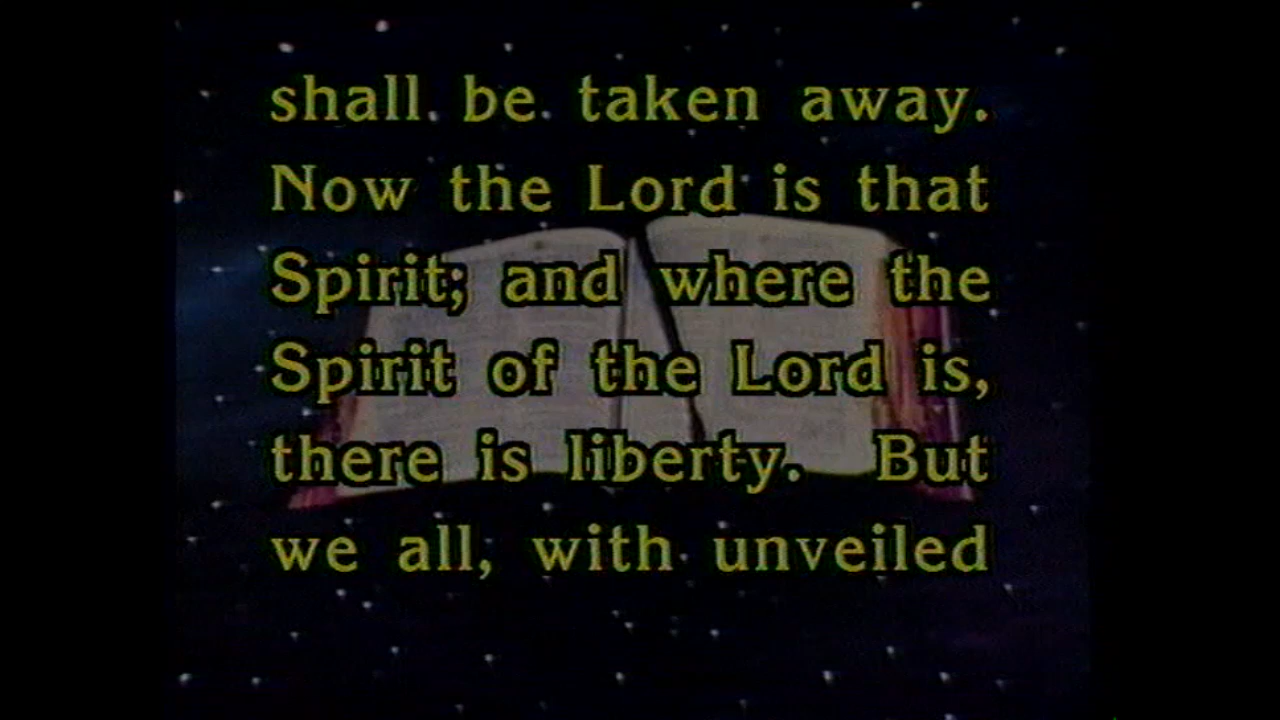 shall be taken away.
Now the Lord is that
Spirit; and where the
Spirit of the Lord is,
there is liberty. But
we all, with unveiled